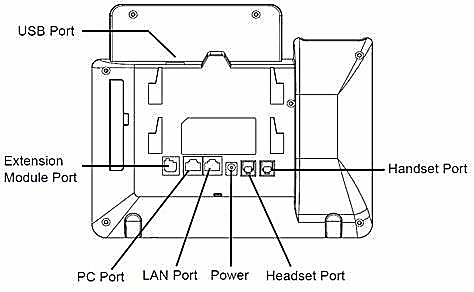 USB Port
Extension
Module Port
Handset Port
PC Port
LAN Port
Power
Headset Port